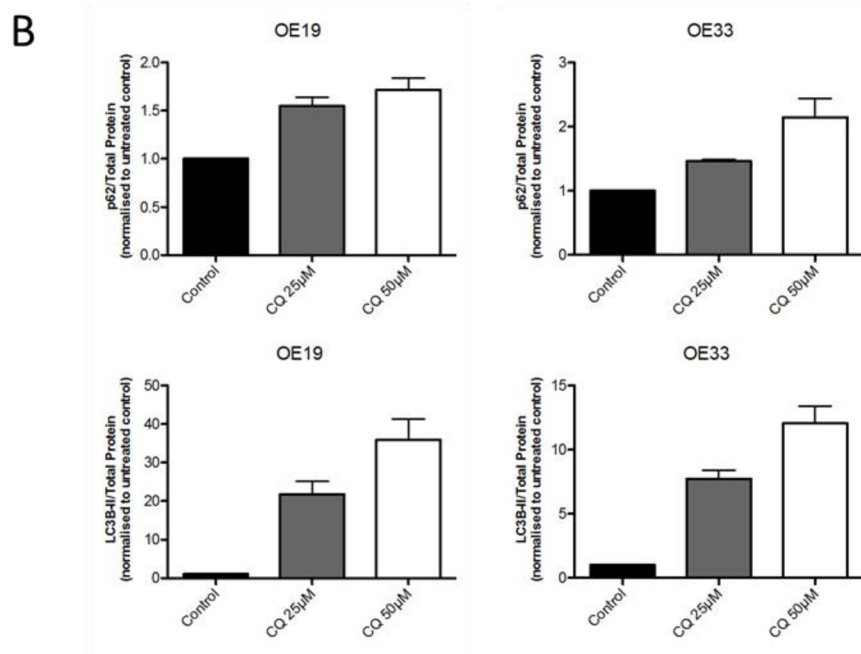 B
OE19
p62/Total Protein
(normalised to untreated control)
2.0
1.5
1.0
0.5
0.0
Control
CQ 25µM
CQ 50µM
OE33
p62/Total Protein
(normalised to untreated control)
3
2
1
0
Control
CQ 25µM
CQ 50µM
OE19
LC3B-II/Total Protein
(normalised to untreated control)
50
40
30
20
10
0
Control
CQ 25µM
CQ 50µM
OE33
LC3B-II/Total Protein
(normalised to untreated control)
15
10
5
0
Control
CQ 25µM
CQ 50µM